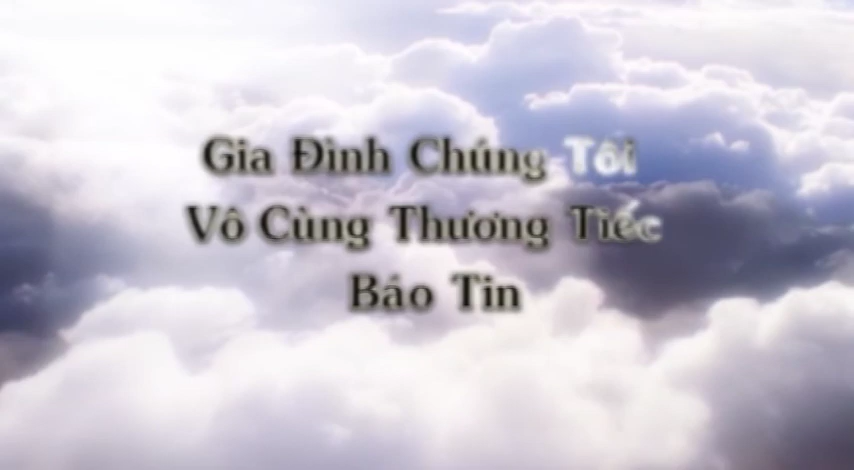 Gia Đình Chúng Tôi
Vô Cùng Thương Tiếc
Báo Tin